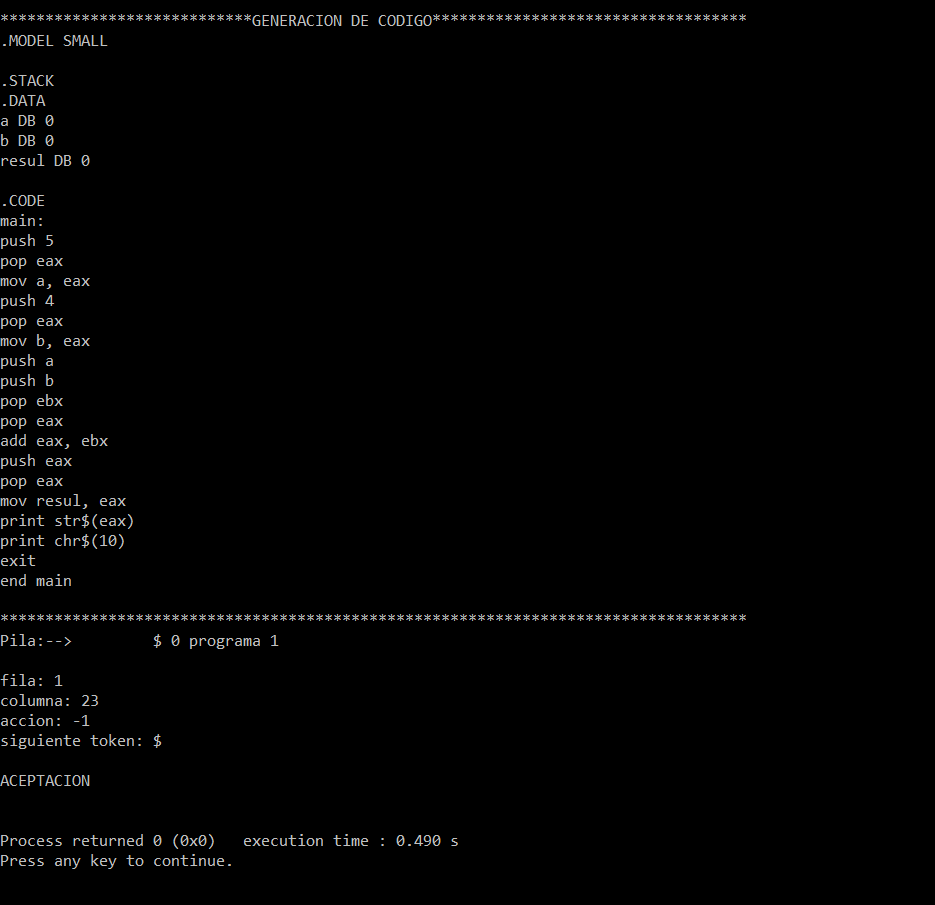 ****************************GENERACION DE CODIGO***********************************
.MODEL SMALL
.STACK
.DATA
a DB 0
b DB 0
resul DB 0
.CODE
main:
push 5
pop eax
mov a, eax
push 4
pop eax
mov b, eax
push a
push b
pop ebx
pop eax
add eax, ebx
push eax
pop eax
mov resul, eax
print str$(eax)
print chr$(10)
exit
end main
***********************************************************************************
Pila:-->         $ 0 programa 1
fila: 1
columna: 23
accion: -1
siguiente token: $
ACEPTACION
Process returned 0 (0x0)   execution time : 0.490 s
Press any key to continue.